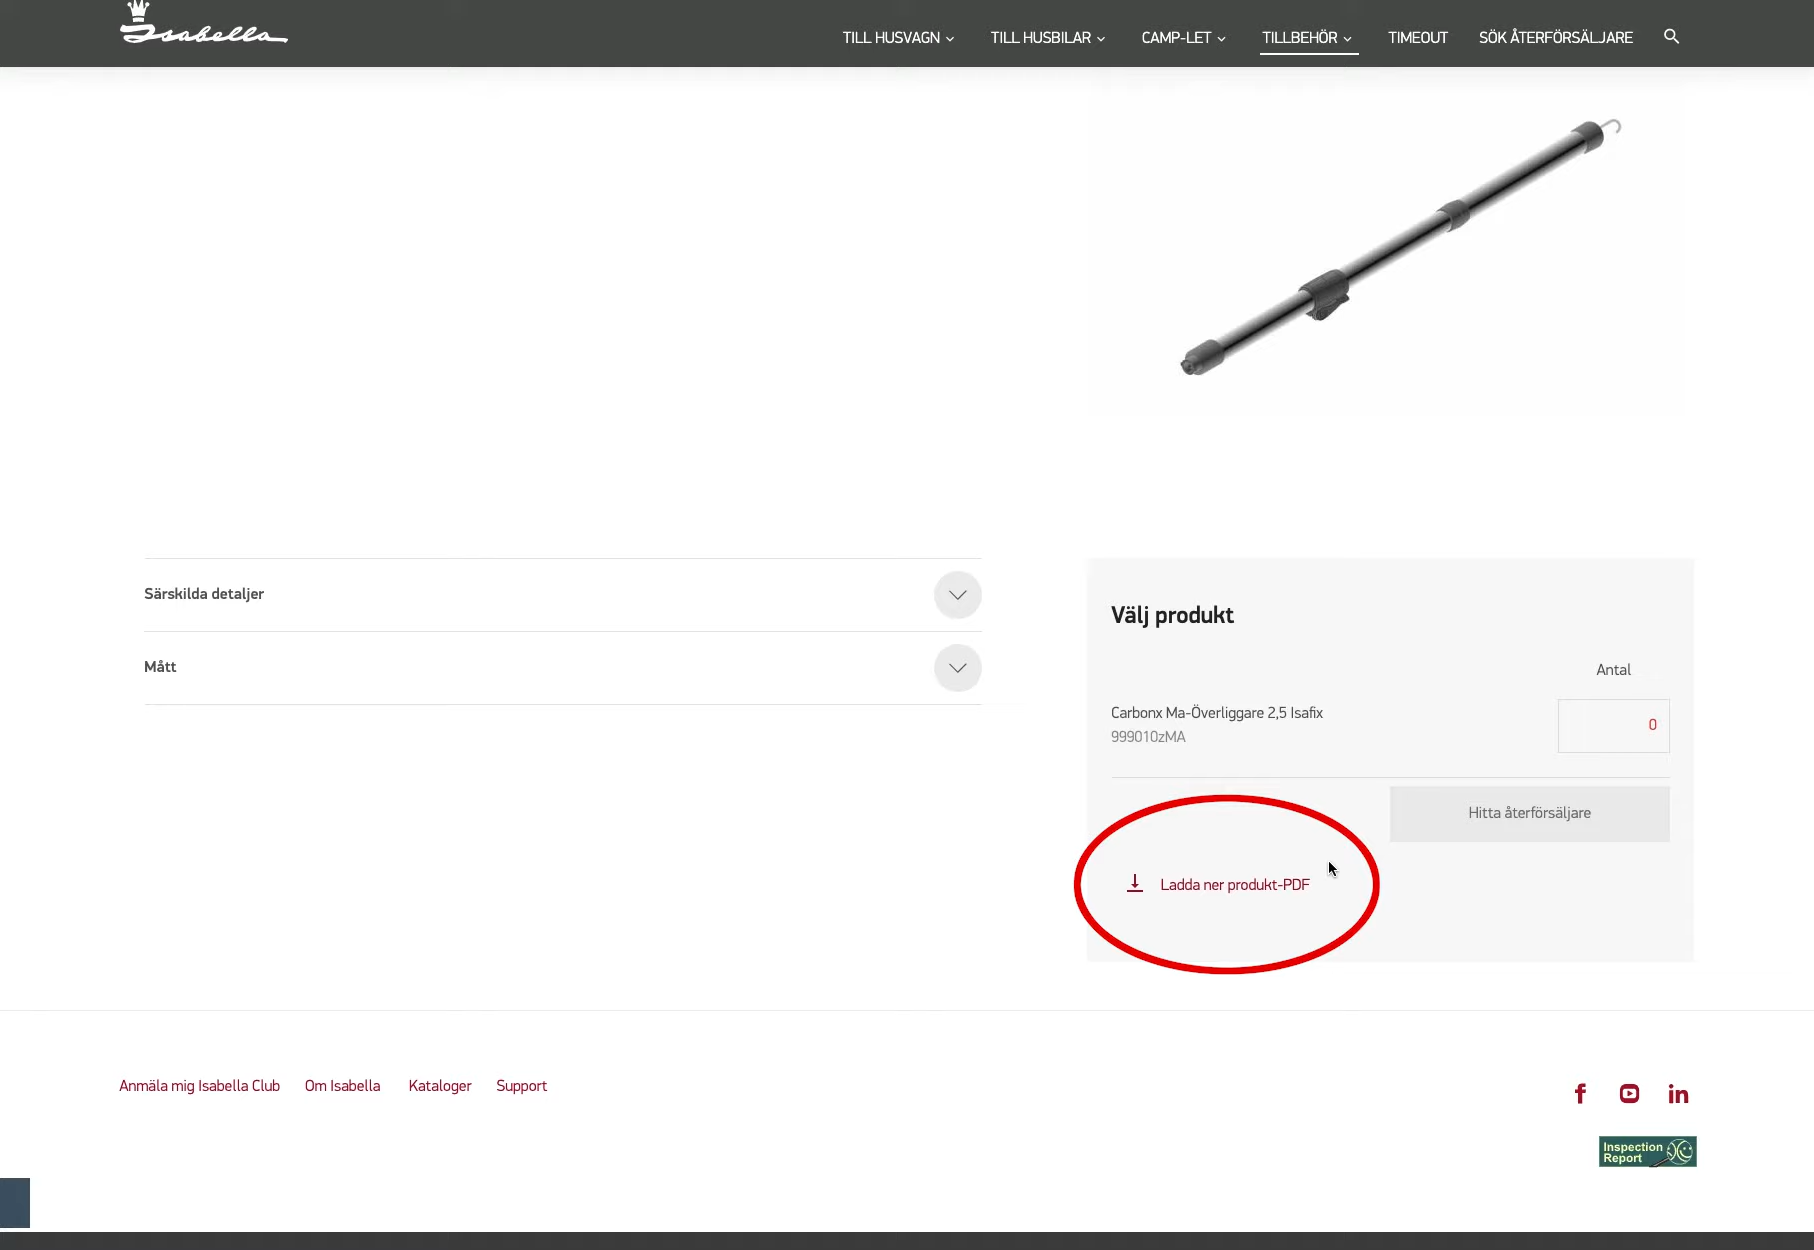 Isabella
TILL HUSVAGN
TILL HUSBILAR
CAMP-LET
TILLBEHÖR
TIMEOUT
SÖK ÅTERFÖRSÄLJARE
Särskilda detaljer
Mått
Välj produkt
Antal
Carbonx Ma-Överliggare 2,5 Isafix
0
999010zMA
Hitta återförsäljare
Ladda ner produkt-PDF
Anmäla mig Isabella Club
Om Isabella
Kataloger
Support
Inspection
Report